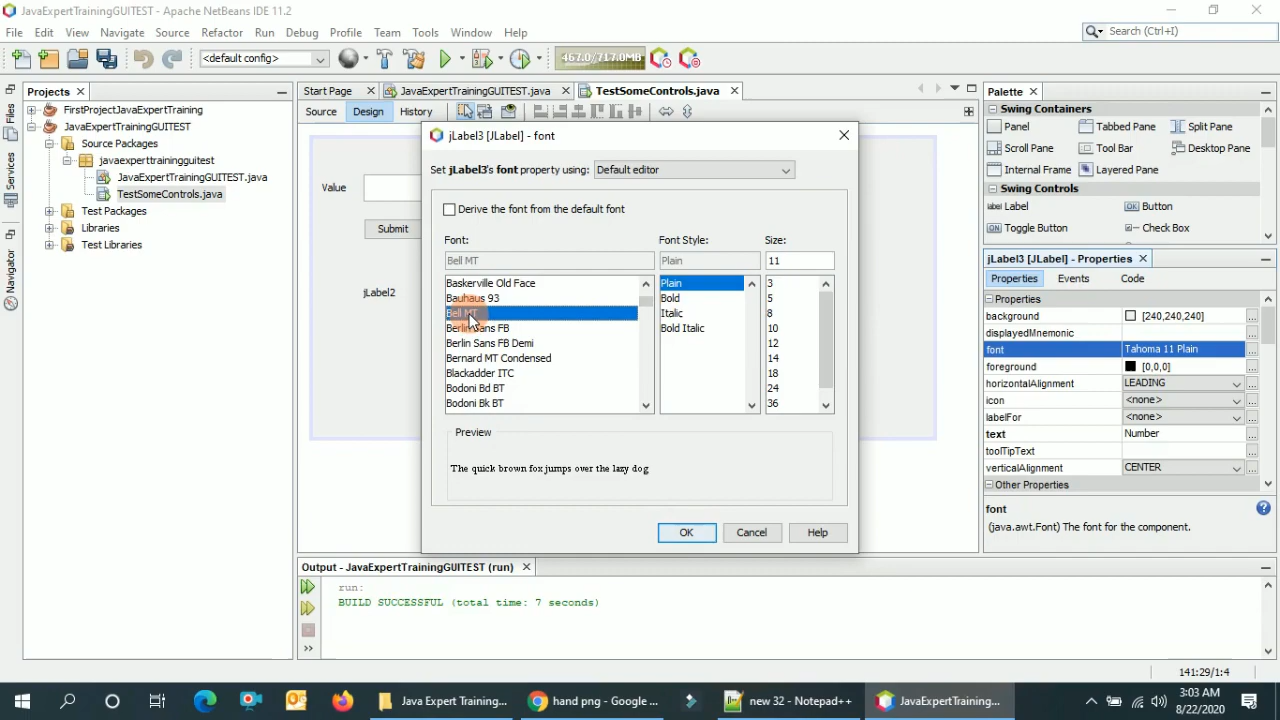 JavaExpertTrainingGUITEST - Apache NetBeans IDE 11.2
File Edit View Navigate Source Refactor Run Debug Profile Team Tools Window Help
Search (Ctrl+I)
<default config>
467.0/717.0MB
Projects
Start Page
JavaExpertTrainingGUITEST.java
TestSomeControls.java
Palette
Files
Services
Navigator
FirstProjectJavaExpertTraining
JavaExpertTrainingGUITEST
Source Packages
javaexperttrainingguitest
JavaExpertTrainingGUITEST.java
TestSomeControls.java
Test Packages
Libraries
Test Libraries
Source Design History
Value
Submit
jLabel2
jLabel3 [JLabel] - font
Set jLabel3's font property using: Default editor
Derive the font from the default font
Font: Font Style: Size:
Bell MT Plain 11
Baskerville Old Face
Bauhaus 93
Bell MT
Berlin Sans FB
Berlin Sans FB Demi
Bernard MT Condensed
Blackadder ITC
Bodoni Bd BT
Bodoni Bk BT
Plain
Bold
Italic
Bold Italic
3
5
8
10
12
14
18
24
36
Preview
The quick brown fox jumps over the lazy dog
OK Cancel Help
Swing Containers
Panel Tabbed Pane Split Pane
Scroll Pane Tool Bar Desktop Pane
Internal Frame Layered Pane
Swing Controls
label Label OK Button
ON Toggle Button Check Box
jLabel3 [JLabel] - Properties
Properties Events Code
Properties
background [240,240,240] ...
displayedMnemonic ...
font Tahoma 11 Plain ...
foreground [0,0,0] ...
horizontalAlignment LEADING ...
icon <none> ...
labelFor <none> ...
text Number ...
toolTipText ...
verticalAlignment CENTER ...
Other Properties
font
(java.awt.Font) The font for the component.
Output - JavaExpertTrainingGUITEST (run)
run:
BUILD SUCCESSFUL (total time: 7 seconds)
141:29/1:4
Java Expert Training...
hand png - Google ...
new 32 - Notepad++
JavaExpertTraining...
3:03 AM
8/22/2020